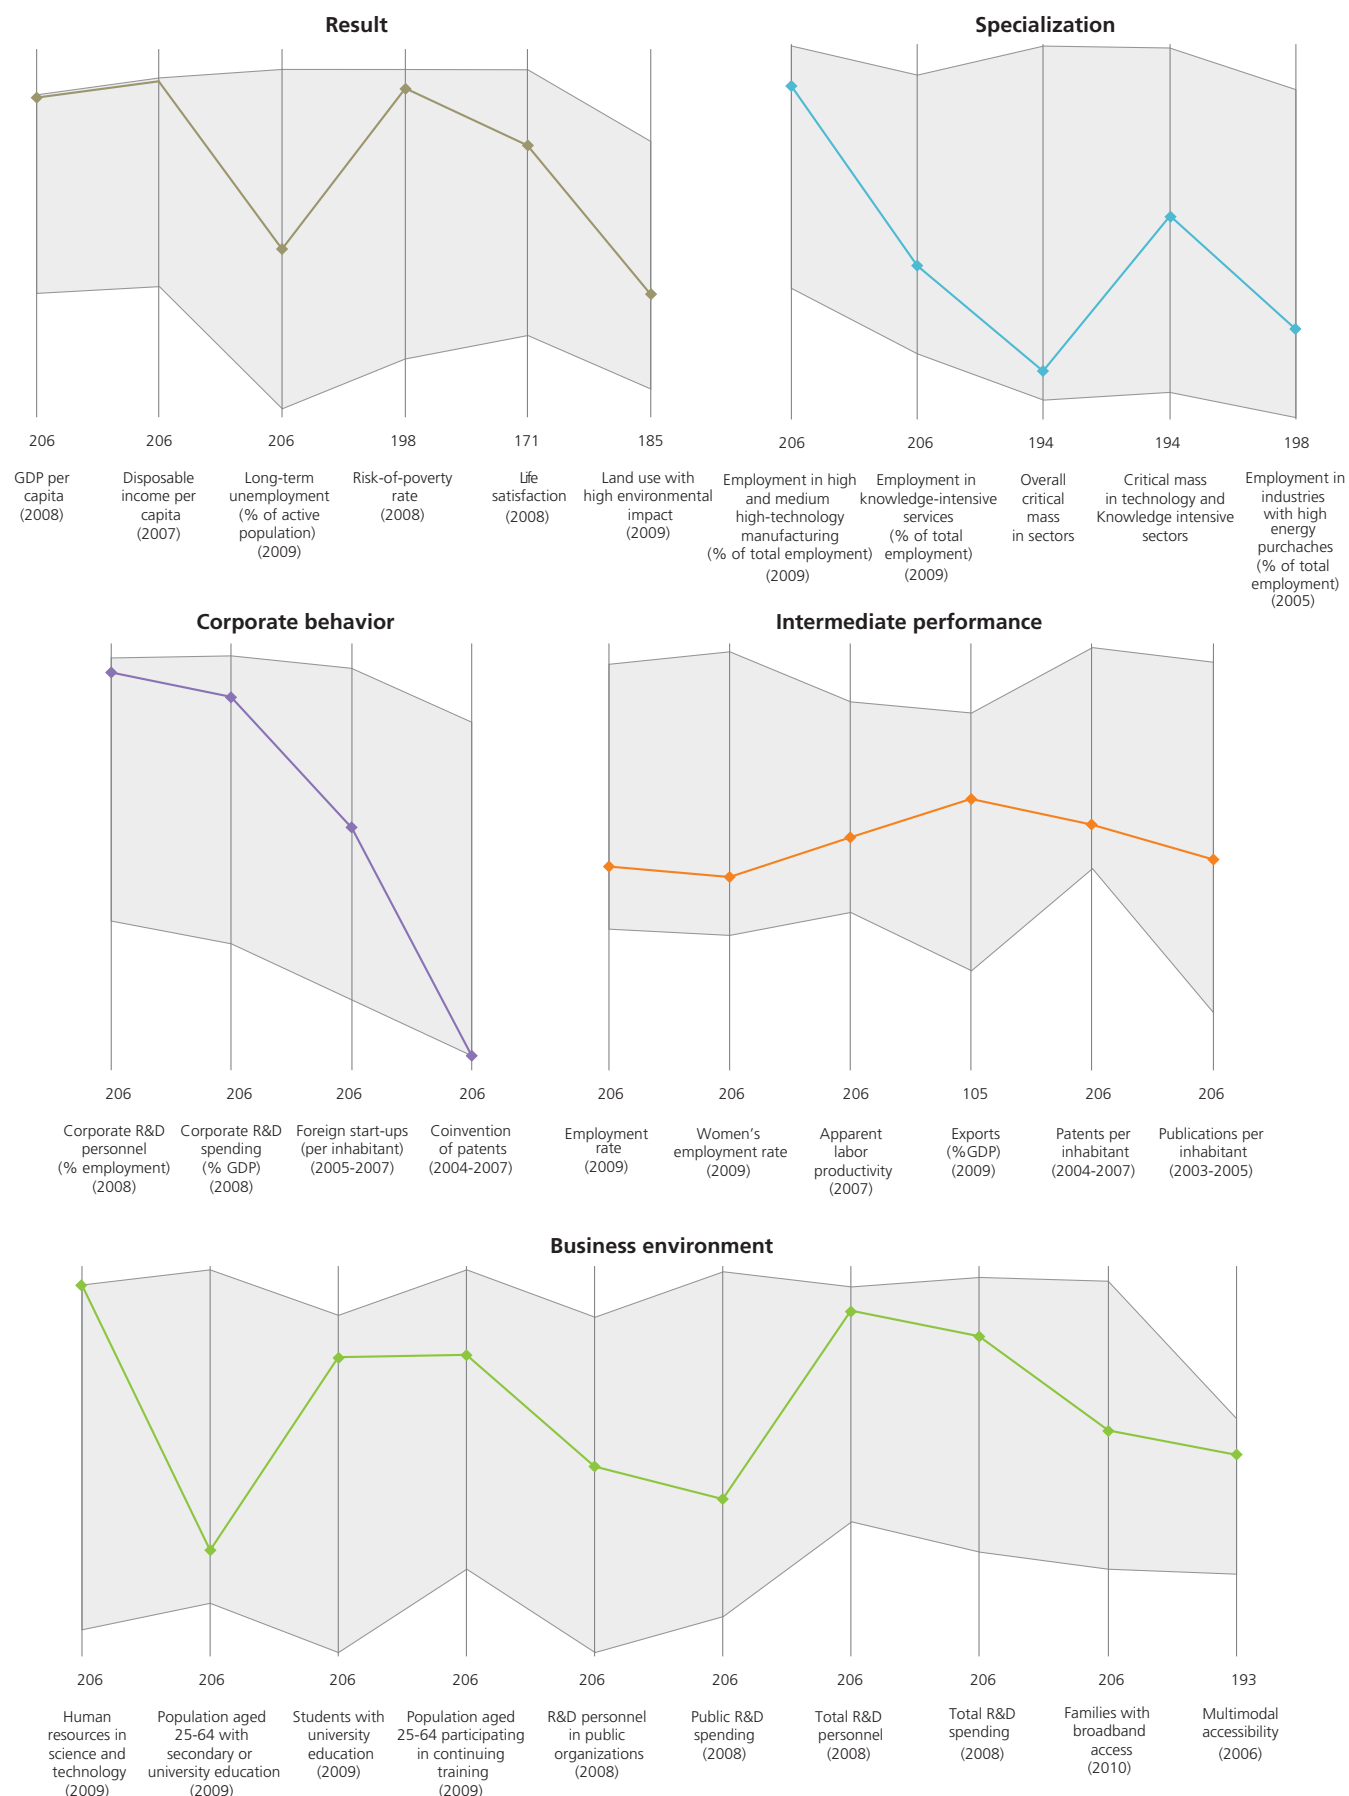 Result
206
206
206
198
171
185
GDP per
capita
(2008)
Disposable
income per
capita
(2007)
Long-term
unemployment
(% of active
population)
(2009)
Risk-of-poverty
rate
(2008)
Life
satisfaction
(2008)
Land use with
high environmental
impact
(2009)
Specialization
206
206
194
194
198
Employment in high
and medium
high-technology
manufacturing
(% of total employment)
(2009)
Employment in
knowledge-intensive
services
(% of total
employment)
(2009)
Overall
critical
mass
in sectors
Critical mass
in technology and
Knowledge intensive
sectors
Employment in
industries
with high
energy
purchaches
(% of total
employment)
(2005)
Corporate behavior
206
206
206
206
Corporate R&D
personnel
(% employment)
(2008)
Corporate R&D
spending
(% GDP)
(2008)
Foreign start-ups
(per inhabitant)
(2005-2007)
Coinvention
of patents
(2004-2007)
Intermediate performance
206
206
206
105
206
206
Employment
rate
(2009)
Women's
employment rate
(2009)
Apparent
labor
productivity
(2007)
Exports
(%GDP)
(2009)
Patents per
inhabitant
(2004-2007)
Publications per
inhabitant
(2003-2005)
Business environment
206
206
206
206
206
206
206
206
206
193
Human
resources in
science and
technology
(2009)
Population aged
25-64 with
secondary or
university education
(2009)
Students with
university
education
(2009)
Population aged
25-64 participating
in continuing
training
(2009)
R&D personnel
in public
organizations
(2008)
Public R&D
spending
(2008)
Total R&D
personnel
(2008)
Total R&D
spending
(2008)
Families with
broadband
access
(2010)
Multimodal
accessibility
(2006)